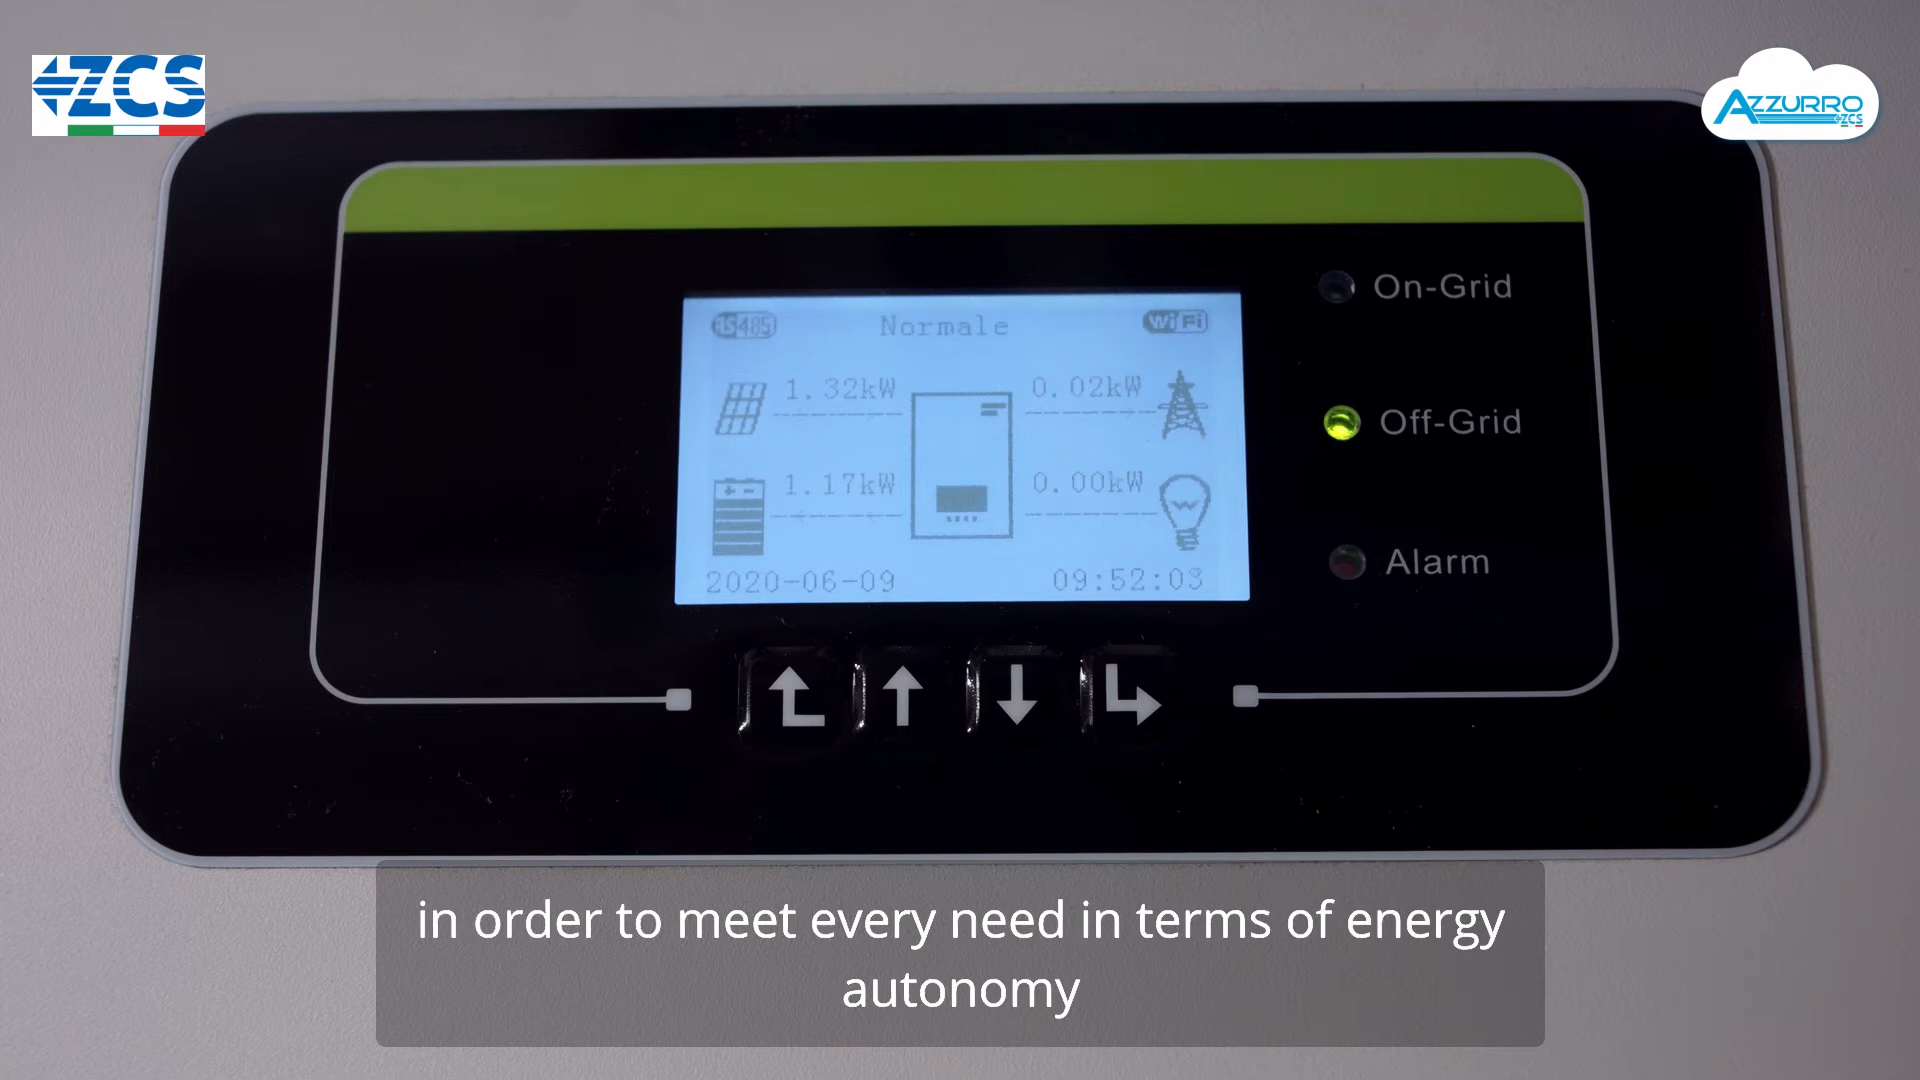 ZCS
AZZURRO
ZCS
On-Grid
RS485 Normale WiFi
1.32kW 0.02kW
Off-Grid
1.17kW 0.00kW
Alarm
2020-06-09 09:52:03
in order to meet every need in terms of energy
autonomy